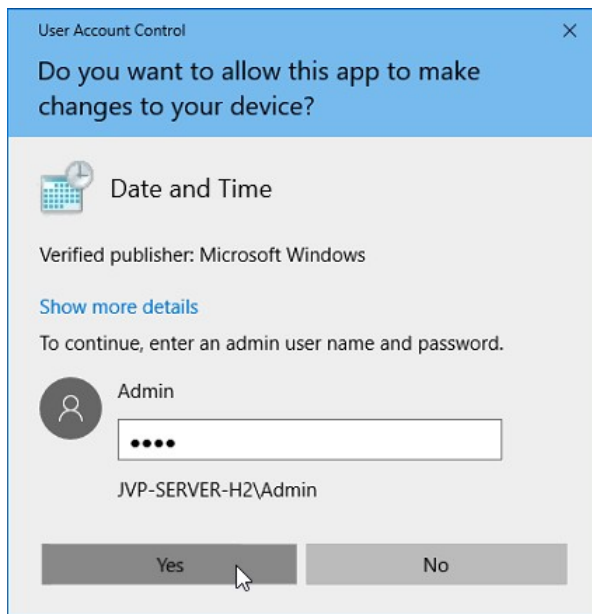 User Account Control
Do you want to allow this app to make
changes to your device?
Date and Time
Verified publisher: Microsoft Windows
Show more details
To continue, enter an admin user name and password.
Admin
••••
JVP-SERVER-H2\Admin
Yes
No